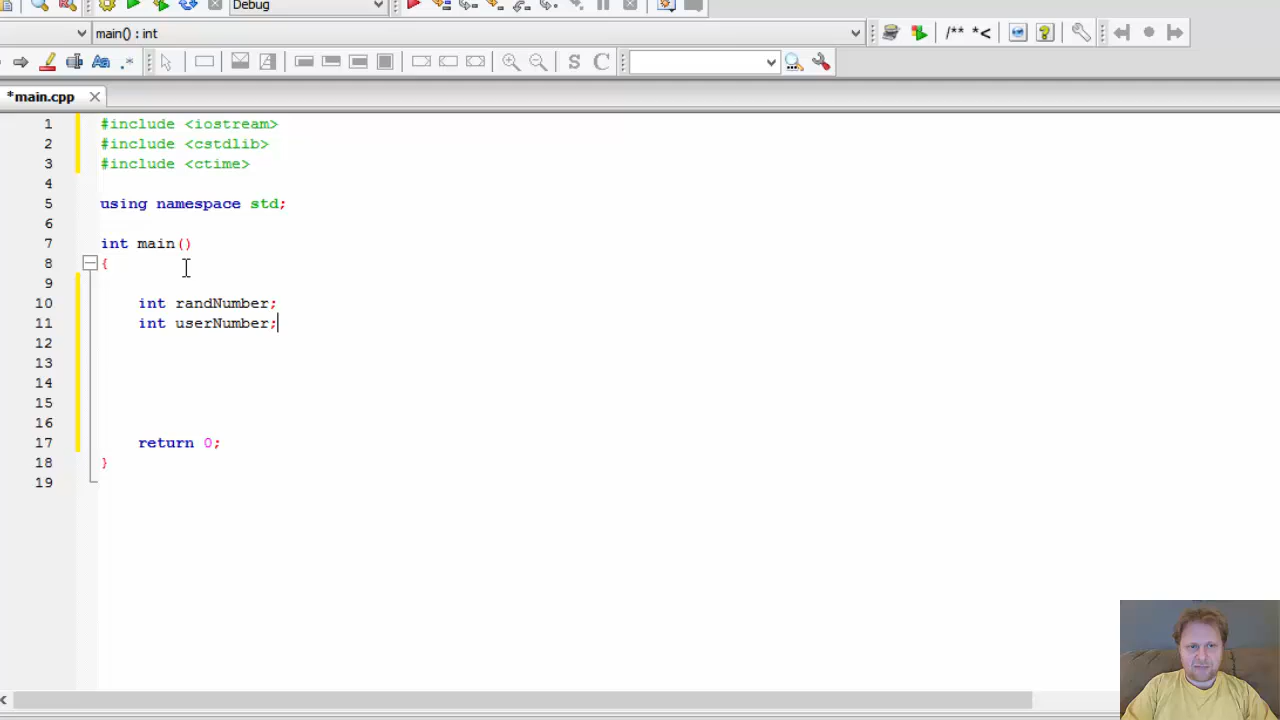 Debug
main() : int
/** *<
S C
*main.cpp
1 #include <iostream>
2 #include <cstdlib>
3 #include <ctime>
4
5 using namespace std;
6
7 int main()
8 {
9
10 int randNumber;
11 int userNumber;
12
13
14
15
16
17 return 0;
18 }
19